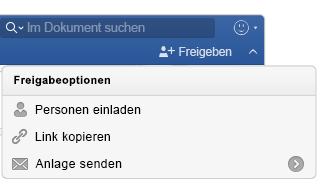 Im Dokument suchen
Freigeben
Freigabeoptionen
Personen einladen
Link kopieren
Anlage senden